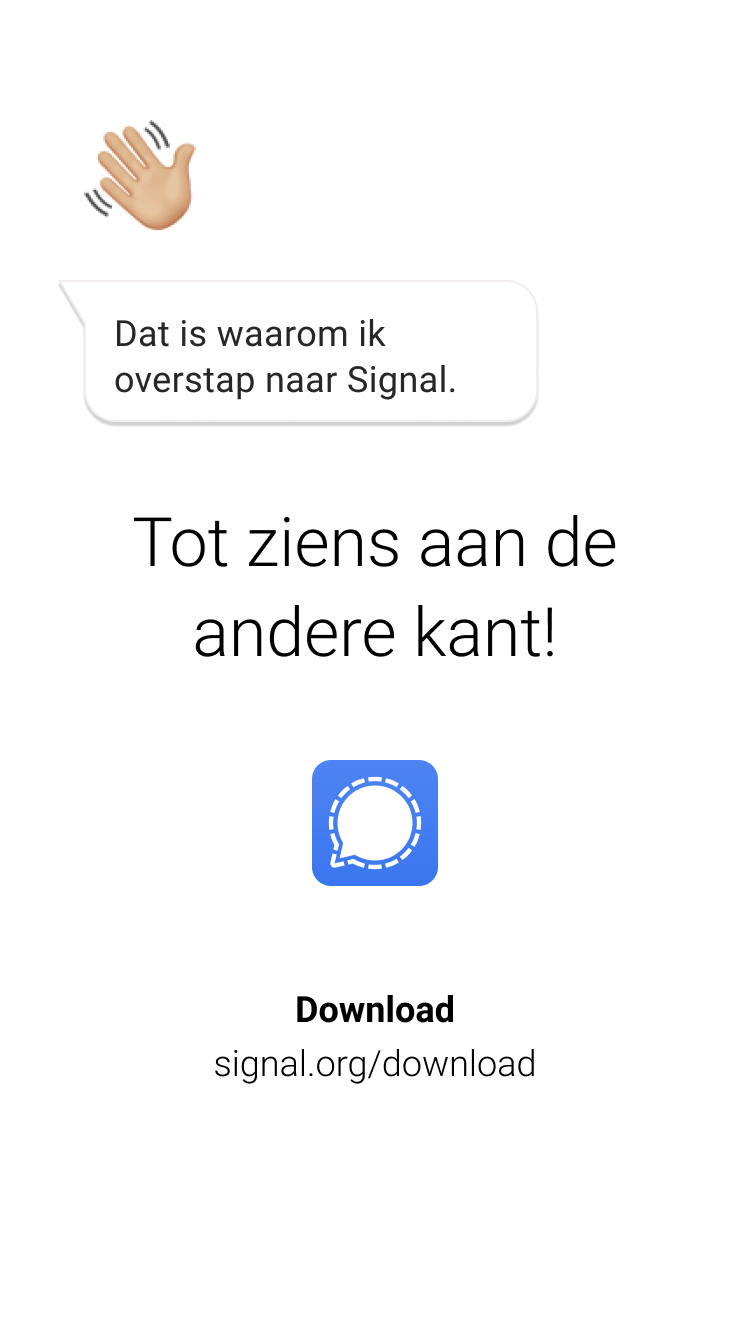 Dat is waarom ik
overstap naar Signal.
Tot ziens aan de
andere kant!
Download
signal.org/download